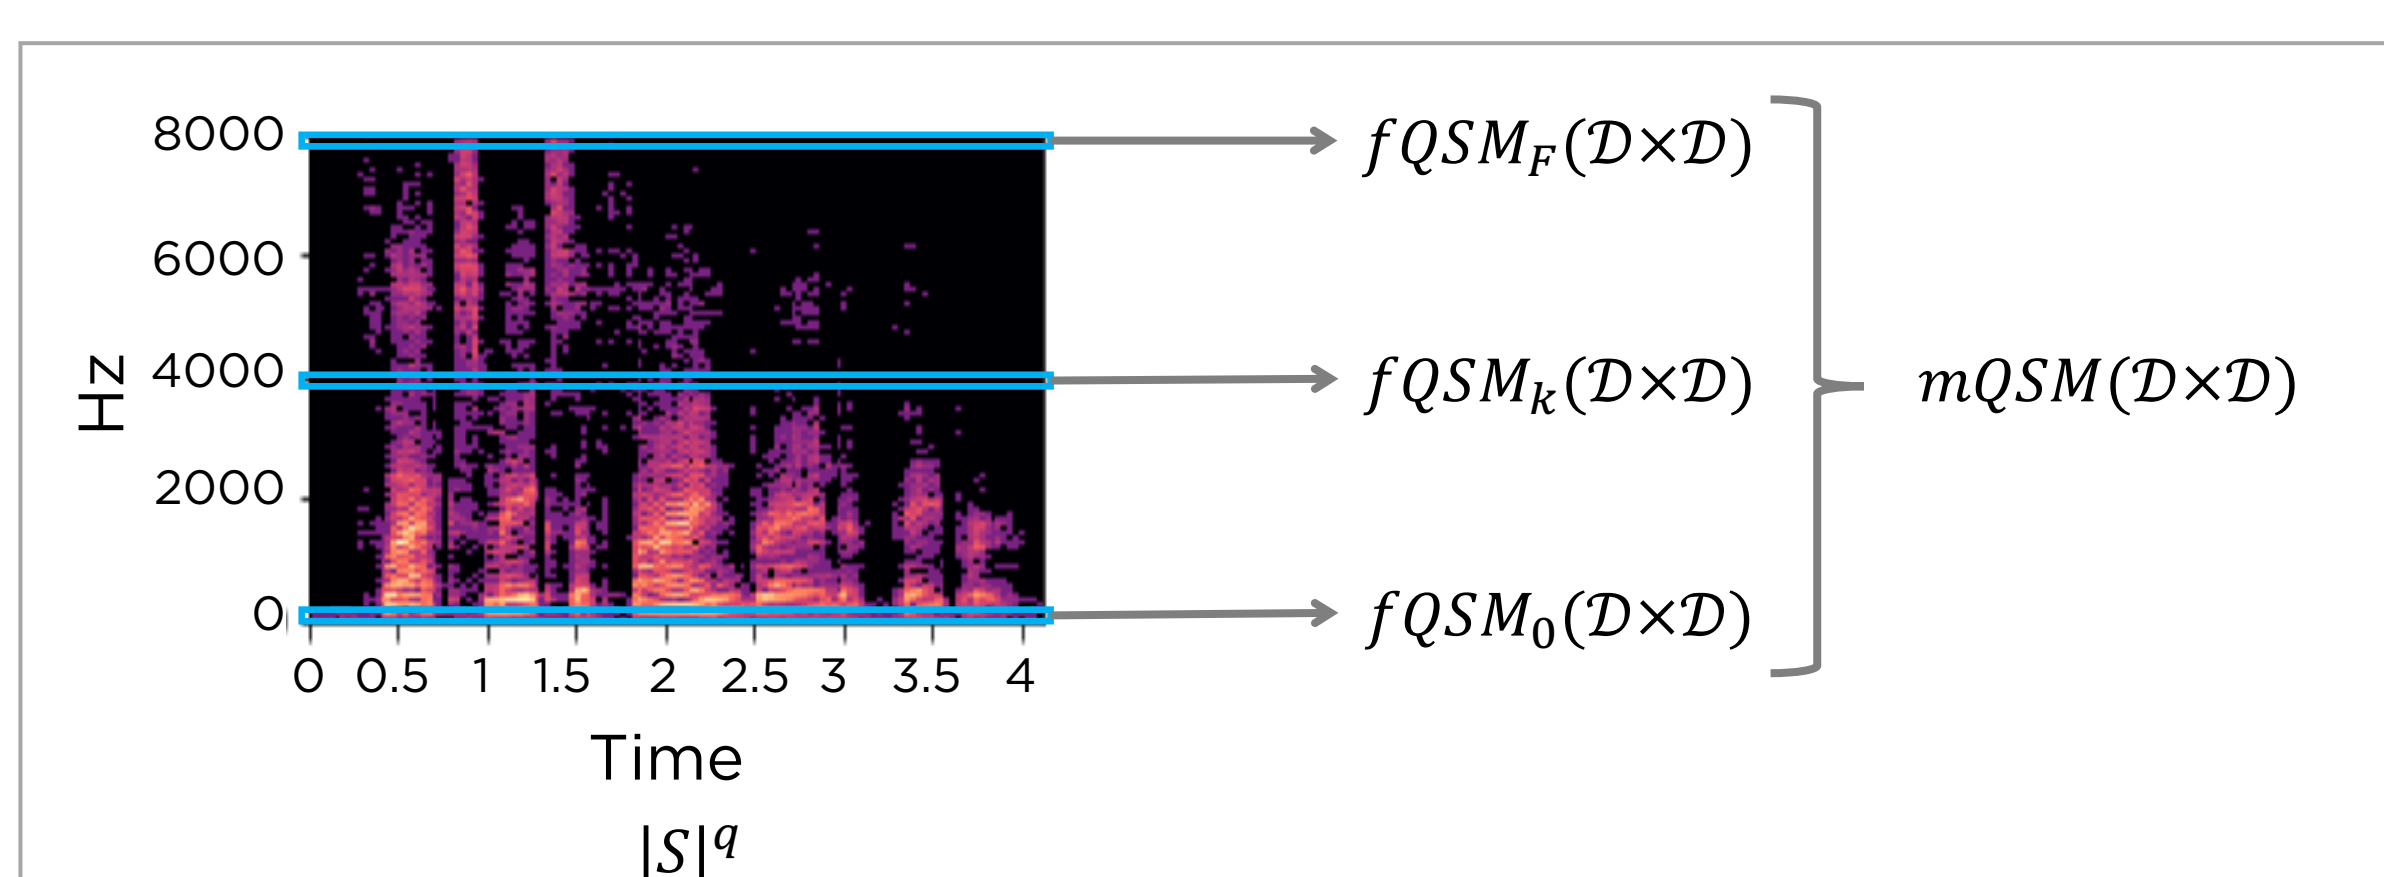 8000
6000
4000
2000
0
Hz
0 0.5 1 1.5 2 2.5 3 3.5 4
Time
|S|^q
fQSM_F(𝒟×𝒟)
fQSM_k(𝒟×𝒟)
fQSM_0(𝒟×𝒟)
mQSM(𝒟×𝒟)